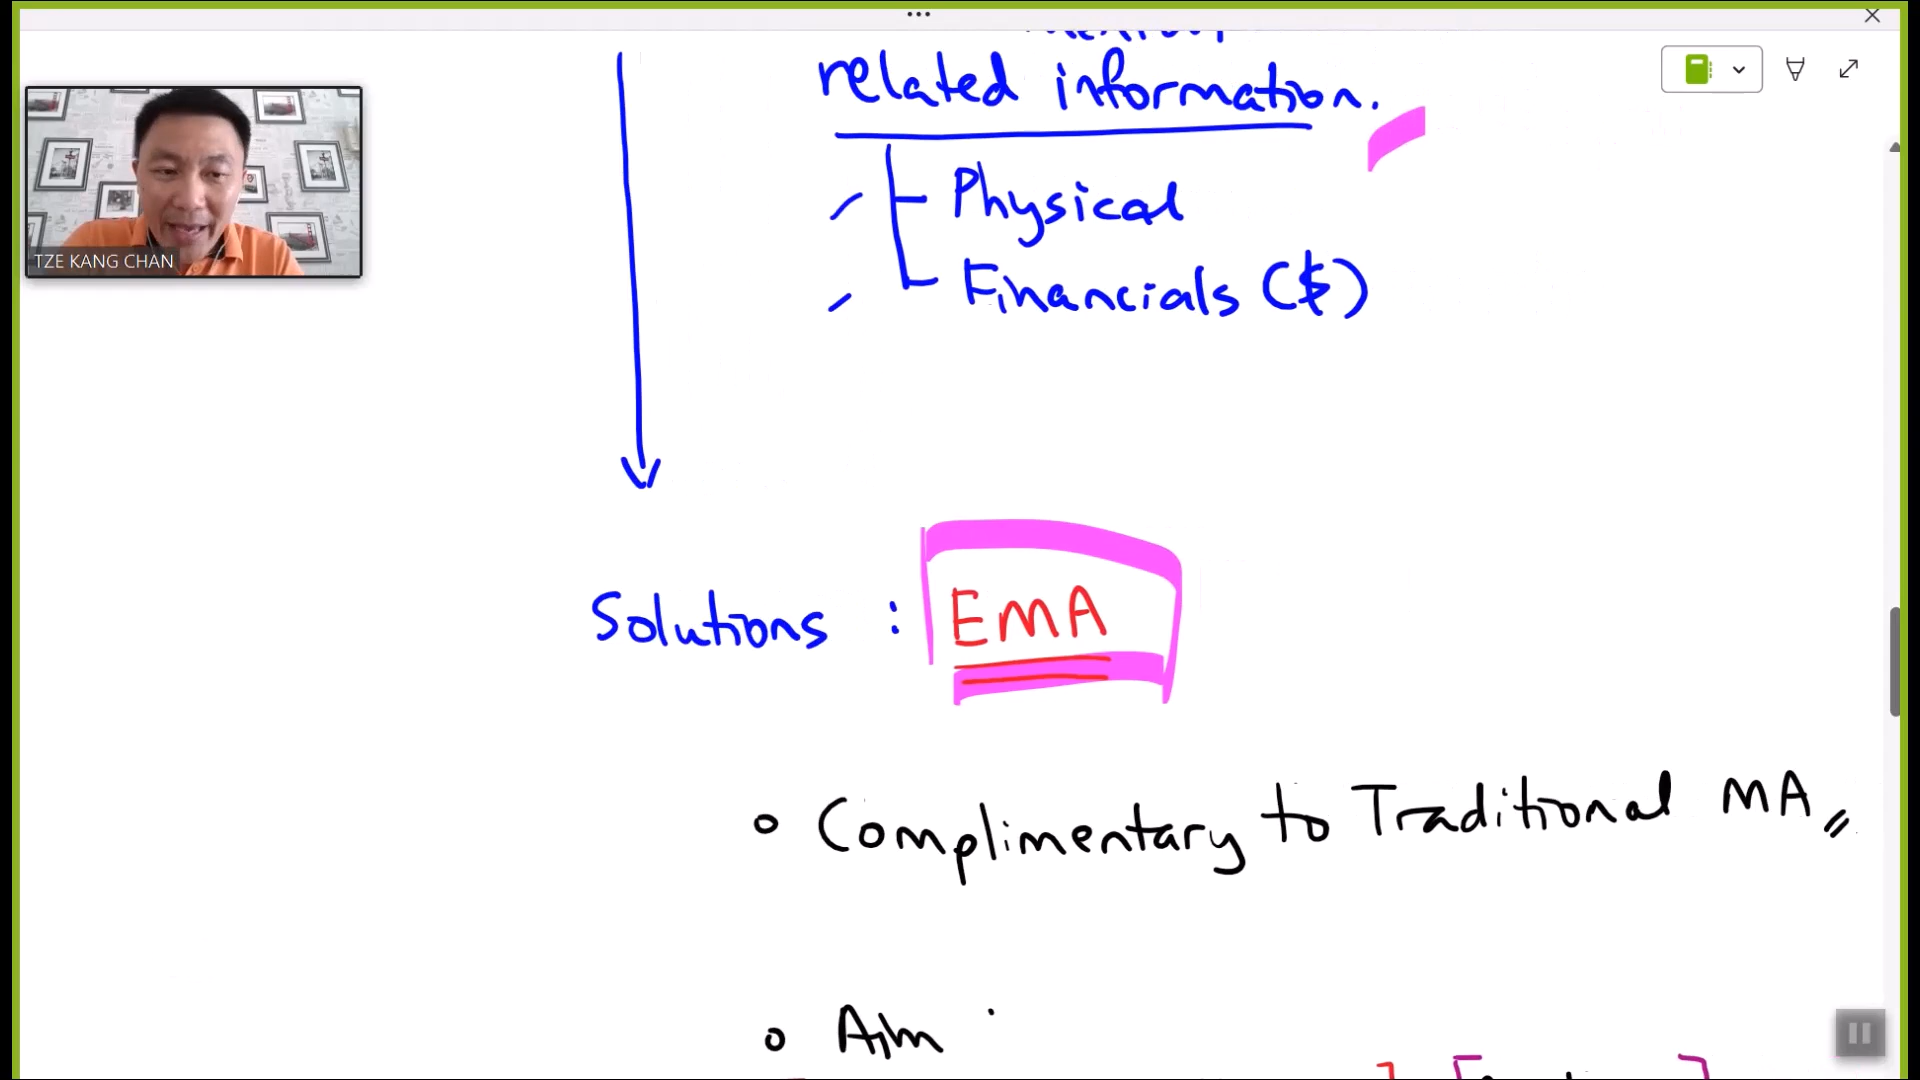 related information.
Physical
Financials ($)
TZE KANG CHAN
Solutions : EMA
Complimentary to Traditional MA
Aim :